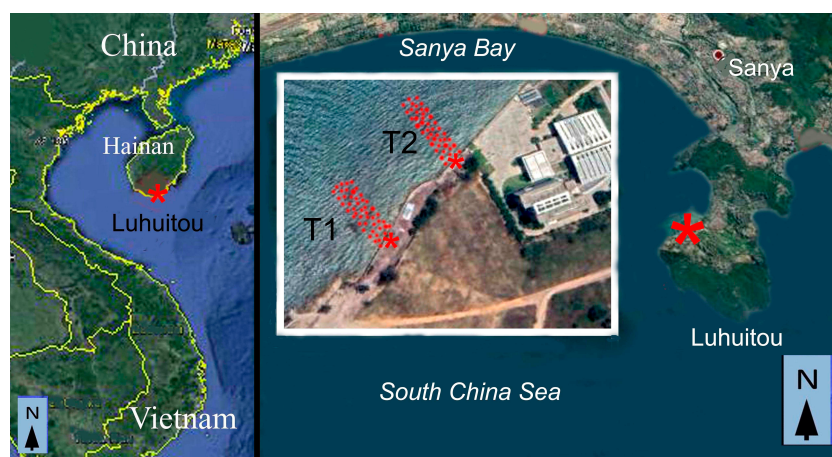 China
Hainan
Luhuitou
Vietnam
N
Sanya Bay
Sanya
T2
T1
Luhuitou
South China Sea
N